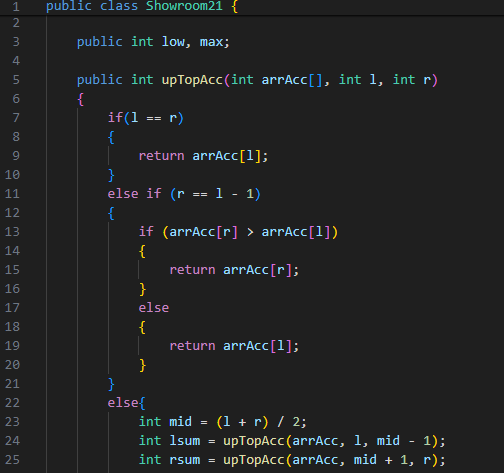 1 public class Showroom21 {
2
3 public int low, max;
4
5 public int upTopAcc(int arrAcc[], int l, int r)
6 {
7 if(l == r)
8 {
9 return arrAcc[l];
10 }
11 else if (r == l - 1)
12 {
13 if (arrAcc[r] > arrAcc[l])
14 {
15 return arrAcc[r];
16 }
17 else
18 {
19 return arrAcc[l];
20 }
21 }
22 else{
23 int mid = (l + r) / 2;
24 int lsum = upTopAcc(arrAcc, l, mid - 1);
25 int rsum = upTopAcc(arrAcc, mid + 1, r);